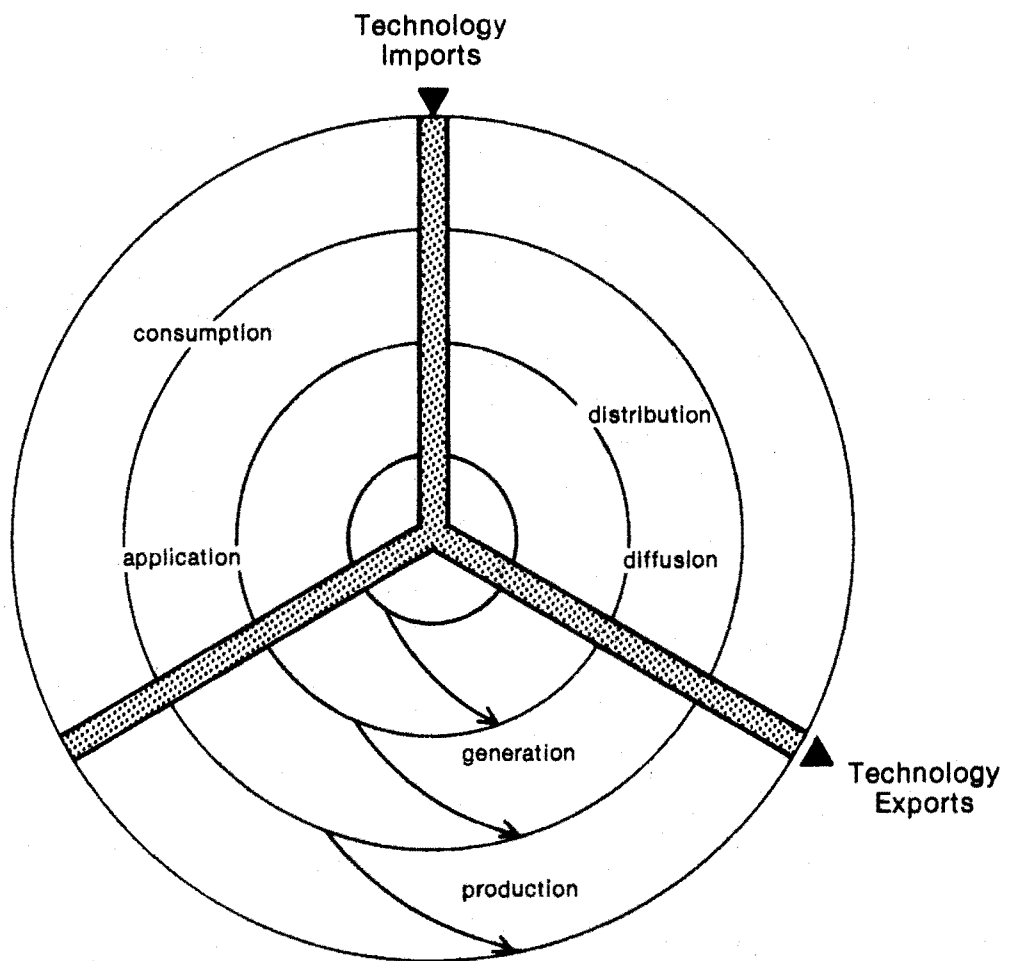 Technology
Imports
consumption
distribution
application
diffusion
generation
Technology
Exports
production